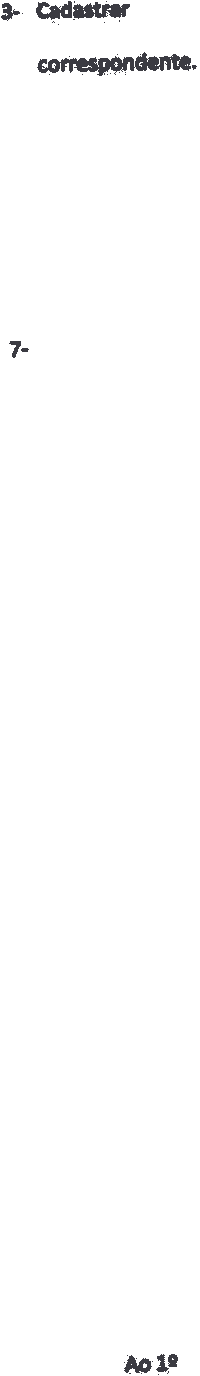 3- Cadastrar
correspondente.
7-
Ao 1º